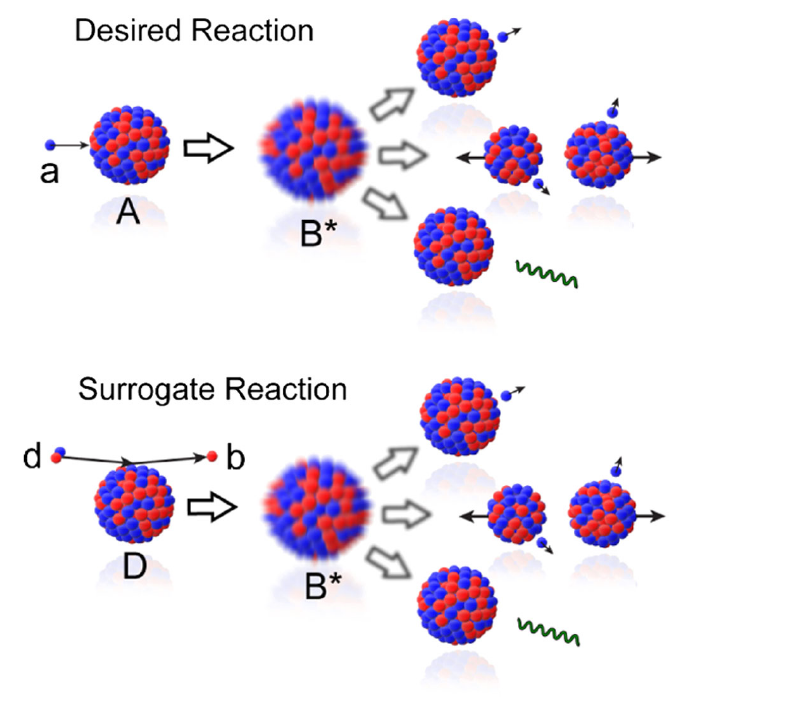 Desired Reaction
a
A
B*
Surrogate Reaction
d
b
D
B*